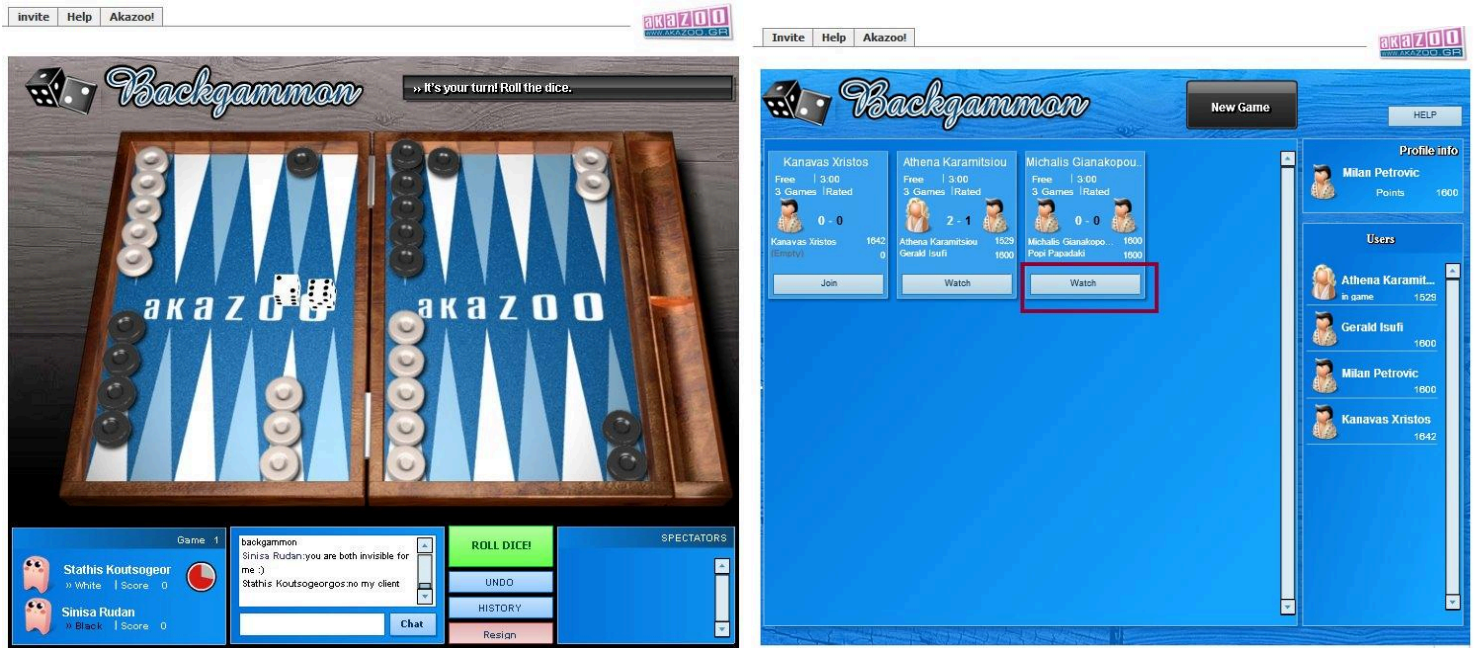 invite Help Akazoo!
akazoo
WWW.AKAZOO.GR
Backgammon
» It's your turn! Roll the dice.
akazoo akazoo
Game 1
Stathis Koutsogeor
» White | Score 0
Sinisa Rudan
» Black | Score 0
backgammon
Sinisa Rudan:you are both invisible for
me :)
Stathis Koutsogeorgos:no my client
Chat
ROLL DICE!
UNDO
HISTORY
Resign
SPECTATORS
Invite Help Akazoo!
akazoo
WWW.AKAZOO.GR
Backgammon
New Game
HELP
Kanavas Xristos
Free | 3:00
3 Games | Rated
0 - 0
Kanavas Xristos 1642
(Empty) 0
Join
Athena Karamitsiou
Free | 3:00
3 Games | Rated
2 - 1
Athena Karamitsiou 1529
Gerald Isufi 1600
Watch
Michalis Gianakopou..
Free | 3:00
3 Games | Rated
0 - 0
Michalis Gianakopo... 1600
Popi Papadaki 1600
Watch
Profile info
Milan Petrovic
Points 1600
Users
Athena Karamit...
in game 1529
Gerald Isufi
1600
Milan Petrovic
1600
Kanavas Xristos
1642